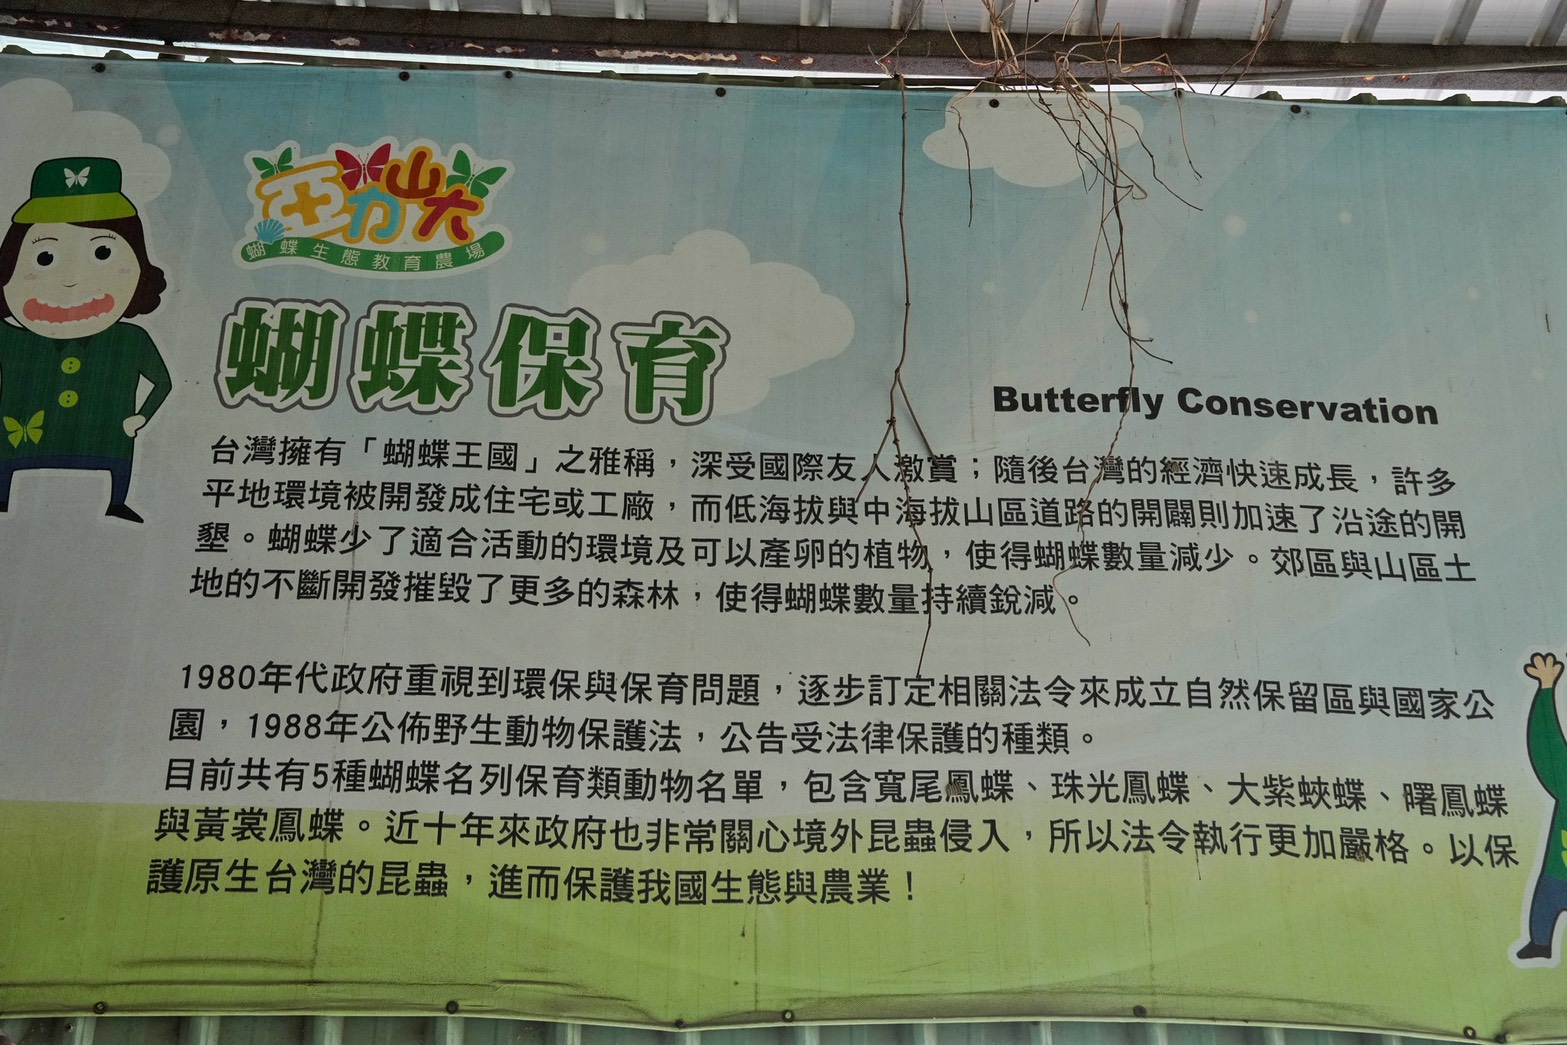 蝴蝶生態教育農場
蝴蝶保育
Butterfly Conservation
台灣擁有「蝴蝶王國」之雅稱，深受國際友人激賞；隨後台灣的經濟快速成長，許多
平地環境被開發成住宅或工廠，而低海拔與中海拔山區道路的開闢則加速了沿途的開
墾。蝴蝶少了適合活動的環境及可以產卵的植物，使得蝴蝶數量減少。郊區與山區土
地的不斷開發摧毀了更多的森林，使得蝴蝶數量持續銳減。
1980年代政府重視到環保與保育問題，逐步訂定相關法令來成立自然保留區與國家公
園，1988年公佈野生動物保護法，公告受法律保護的種類。
目前共有5種蝴蝶名列保育類動物名單，包含寬尾鳳蝶、珠光鳳蝶、大紫蛺蝶、曙鳳蝶
與黃裳鳳蝶。近十年來政府也非常關心境外昆蟲侵入，所以法令執行更加嚴格。以保
護原生台灣的昆蟲，進而保護我國生態與農業！